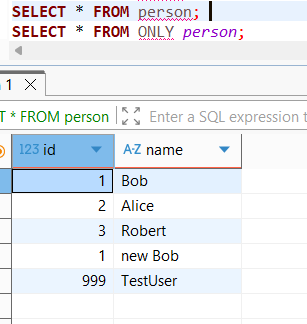 SELECT * FROM person;
SELECT * FROM ONLY person;
1
T * FROM person
Enter a SQL expression t
123 id
A-Z name
1 Bob
2 Alice
3 Robert
1 new Bob
999 TestUser